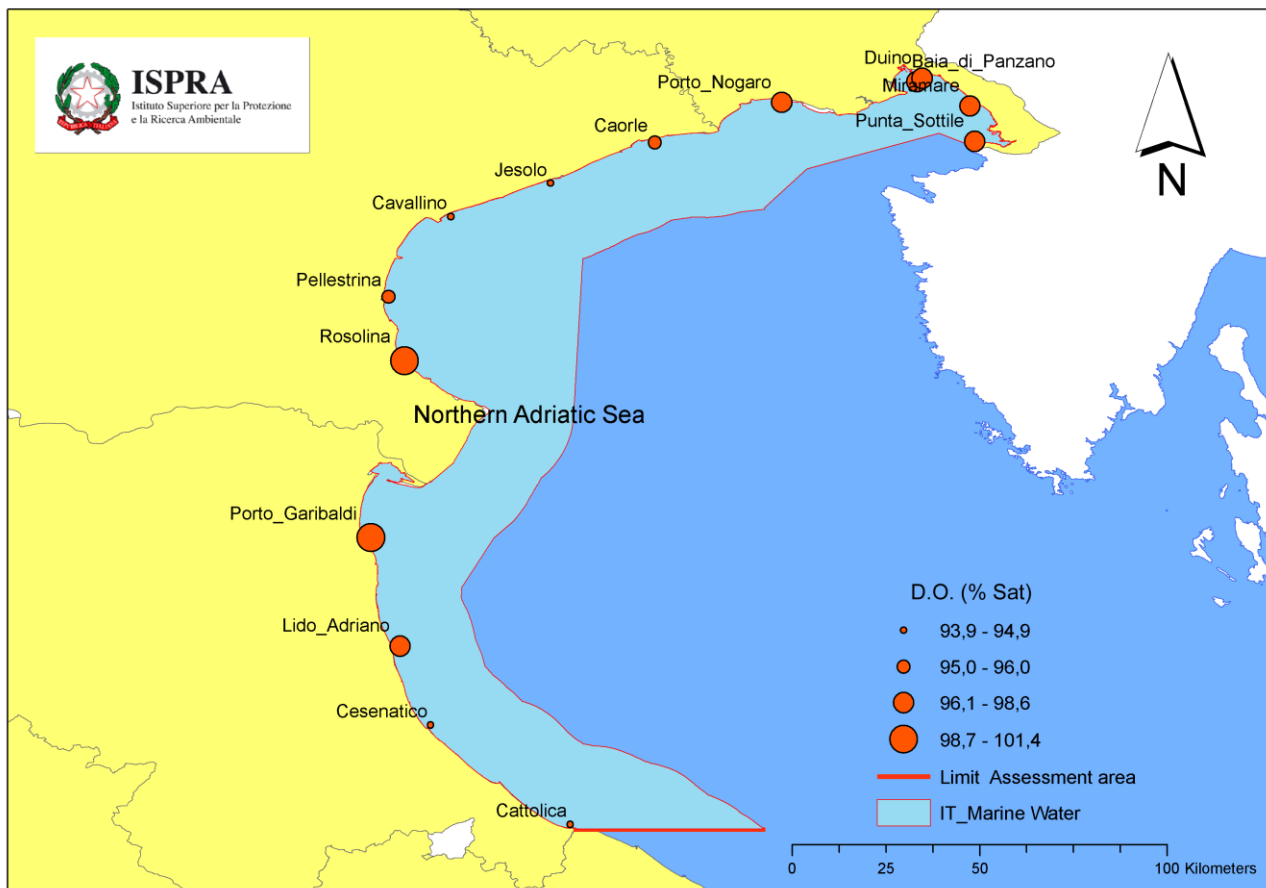 ISPRA
Istituto Superiore per la Protezione
e la Ricerca Ambientale
Duino
Baia_di_Panzano
Porto_Nogaro
Miramare
Punta_Sottile
Caorle
Jesolo
Cavallino
N
Pellestrina
Rosolina
Northern Adriatic Sea
Porto_Garibaldi
Lido_Adriano
Cesenatico
Cattolica
D.O. (% Sat)
93,9 - 94,9
95,0 - 96,0
96,1 - 98,6
98,7 - 101,4
Limit Assessment area
IT_Marine Water
0 25 50 100 Kilometers